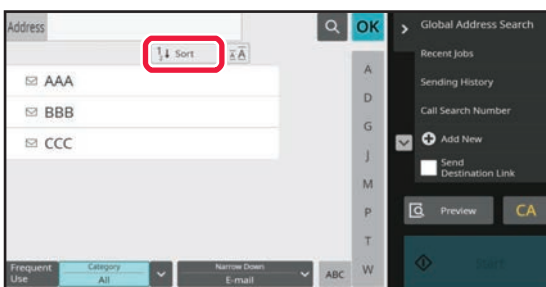 Address
OK
Sort
A A
AAA
BBB
CCC
A
D
G
J
M
P
T
W
Frequent
Use
Category
All
Narrow Down
E-mail
ABC
Global Address Search
Recent Jobs
Sending History
Call Search Number
Add New
Send
Destination Link
Preview
CA
Start